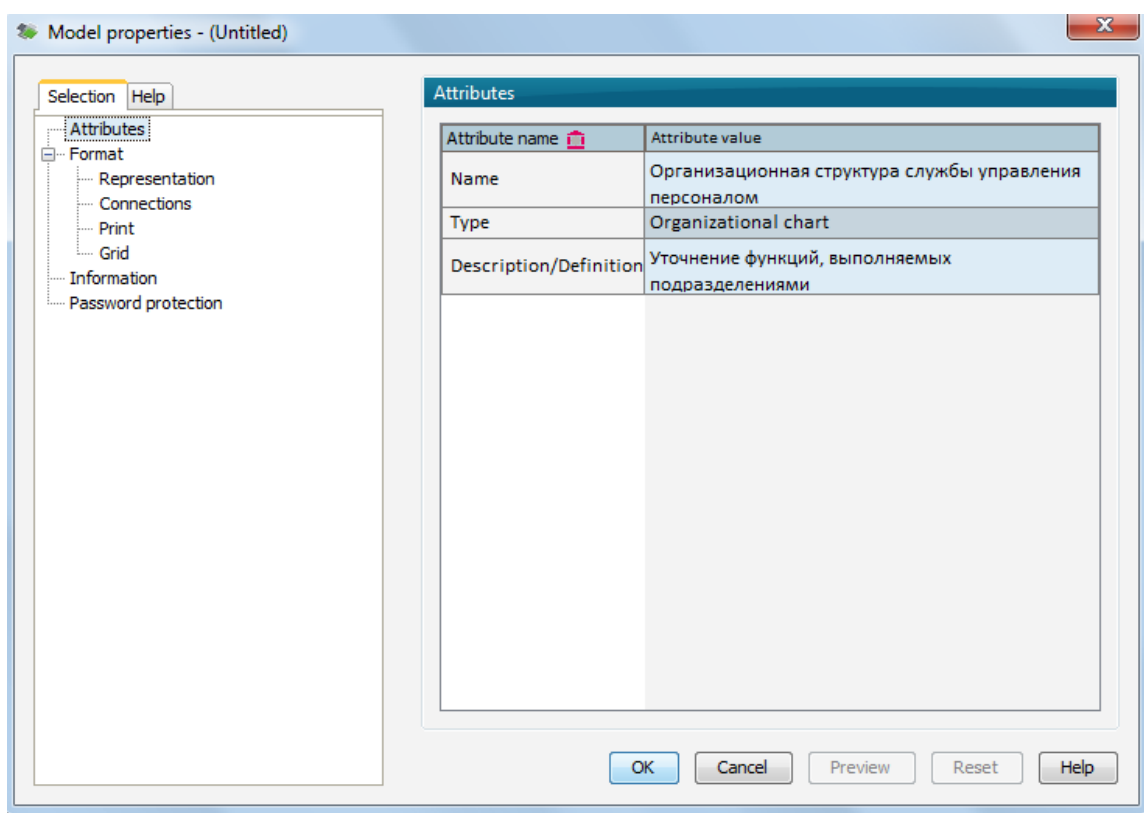 Model properties - (Untitled)
Selection Help
Attributes
Format
Representation
Connections
Print
Grid
Information
Password protection
Attributes
Attribute name Attribute value
Name Организационная структура службы управления
персоналом
Type Organizational chart
Description/Definition Уточнение функций, выполняемых
подразделениями
OK Cancel Preview Reset Help